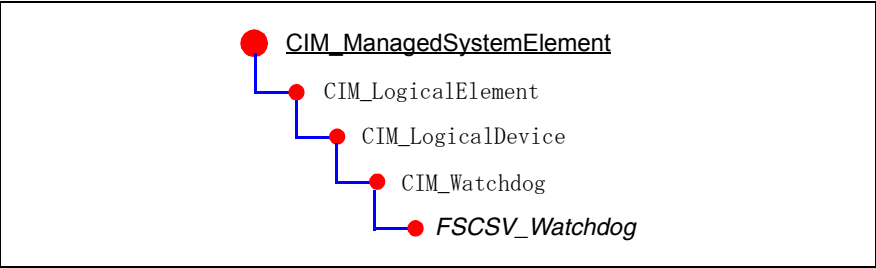 CIM_ManagedSystemElement
CIM_LogicalElement
CIM_LogicalDevice
CIM_Watchdog
FSCSV_Watchdog